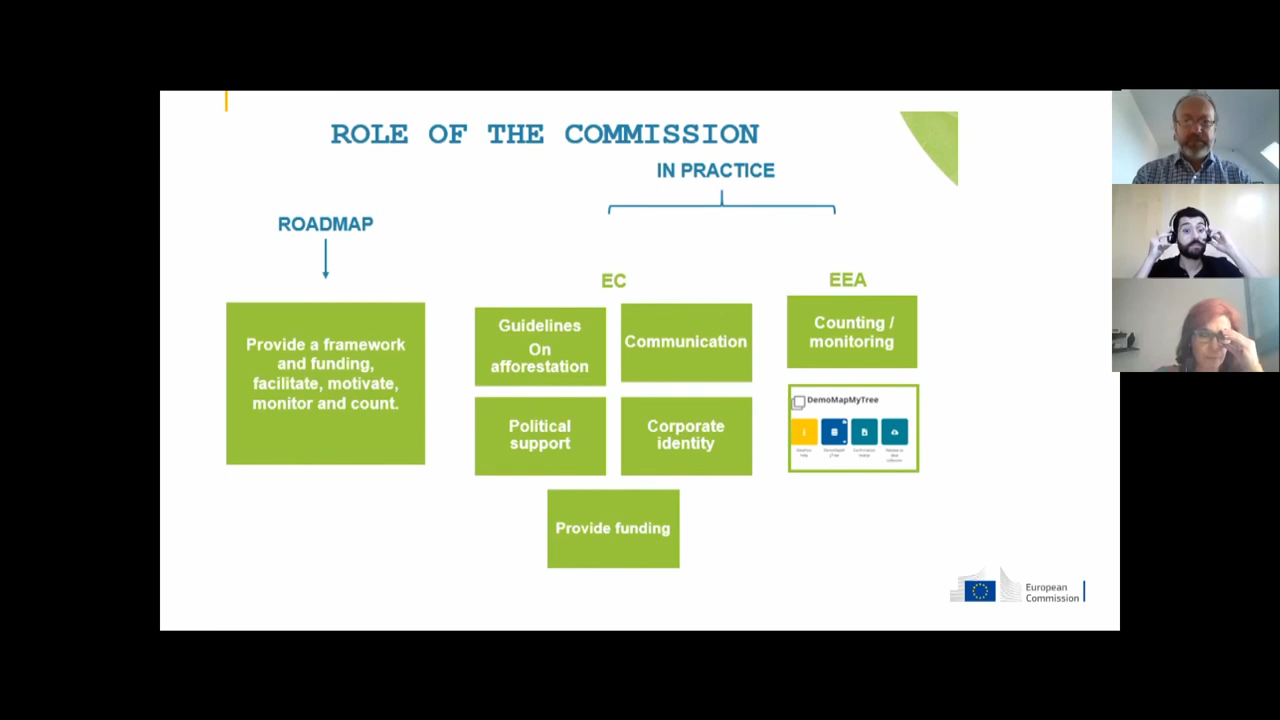 ROLE OF THE COMMISSION
IN PRACTICE
ROADMAP
Provide a framework
and funding,
facilitate, motivate,
monitor and count.
EC
Guidelines
On
afforestation
Communication
Political
support
Corporate
identity
Provide funding
EEA
Counting /
monitoring
DemoMapMyTree
European
Commission